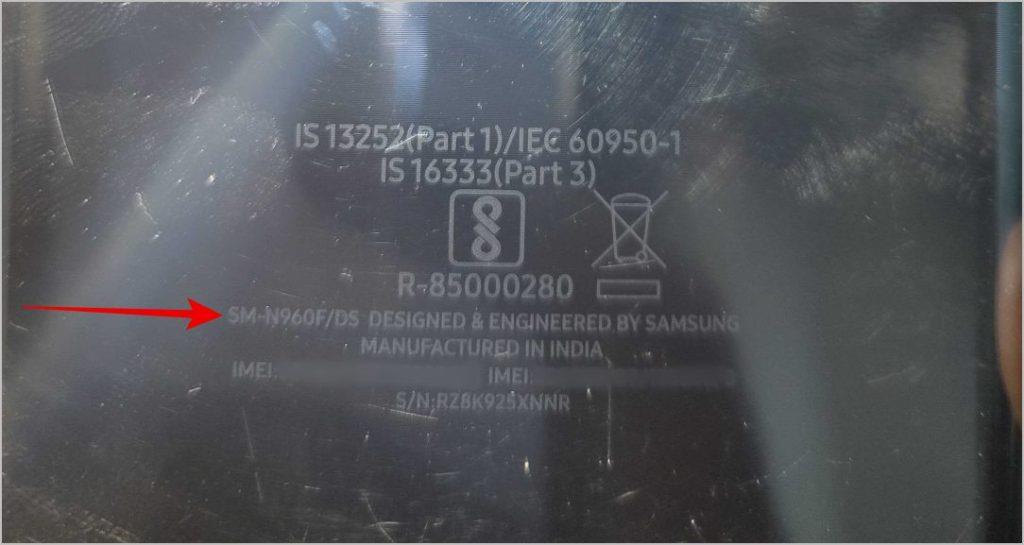 IS 13252(Part 1)/IEC 60950-1
IS 16333(Part 3)
R-85000280
SM-N960F/DS DESIGNED & ENGINEERED BY SAMSUNG
MANUFACTURED IN INDIA
IMEI: IMEI:
S/N:RZ8K925XNNR